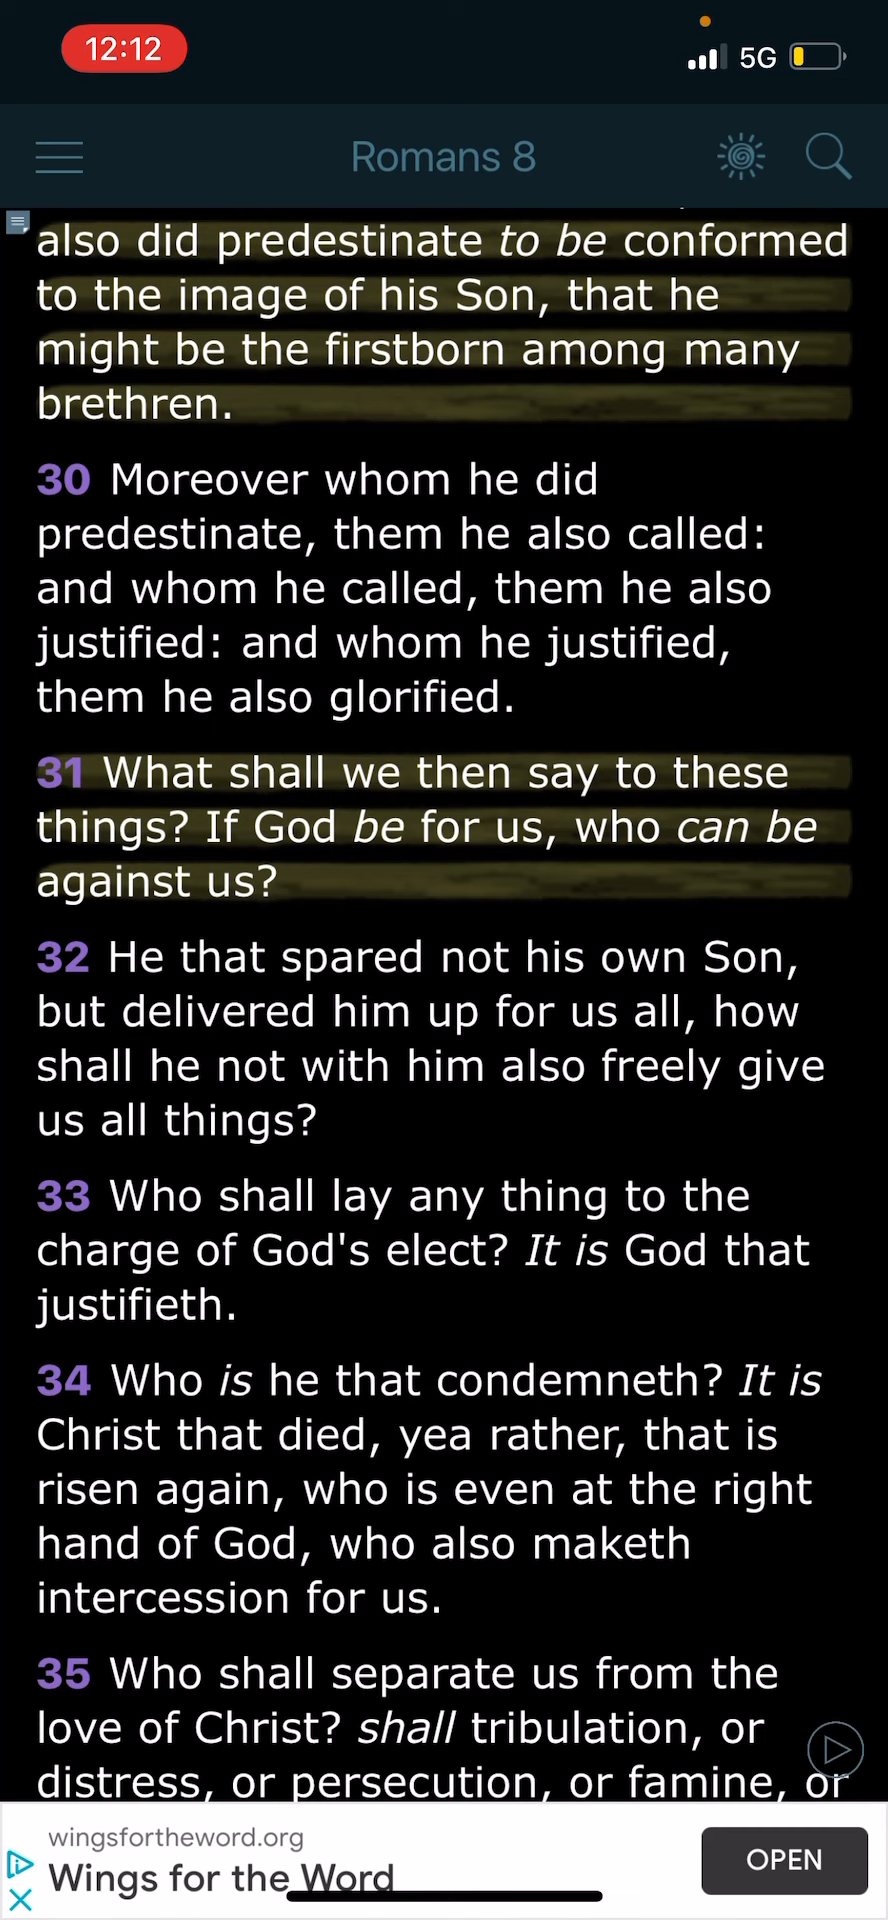 12:12
5G
Romans 8
also did predestinate to be conformed
to the image of his Son, that he
might be the firstborn among many
brethren.
30 Moreover whom he did
predestinate, them he also called:
and whom he called, them he also
justified: and whom he justified,
them he also glorified.
31 What shall we then say to these
things? If God be for us, who can be
against us?
32 He that spared not his own Son,
but delivered him up for us all, how
shall he not with him also freely give
us all things?
33 Who shall lay any thing to the
charge of God's elect? It is God that
justifieth.
34 Who is he that condemneth? It is
Christ that died, yea rather, that is
risen again, who is even at the right
hand of God, who also maketh
intercession for us.
35 Who shall separate us from the
love of Christ? shall tribulation, or
distress, or persecution, or famine, or
wingsfortheword.org
Wings for the Word
OPEN